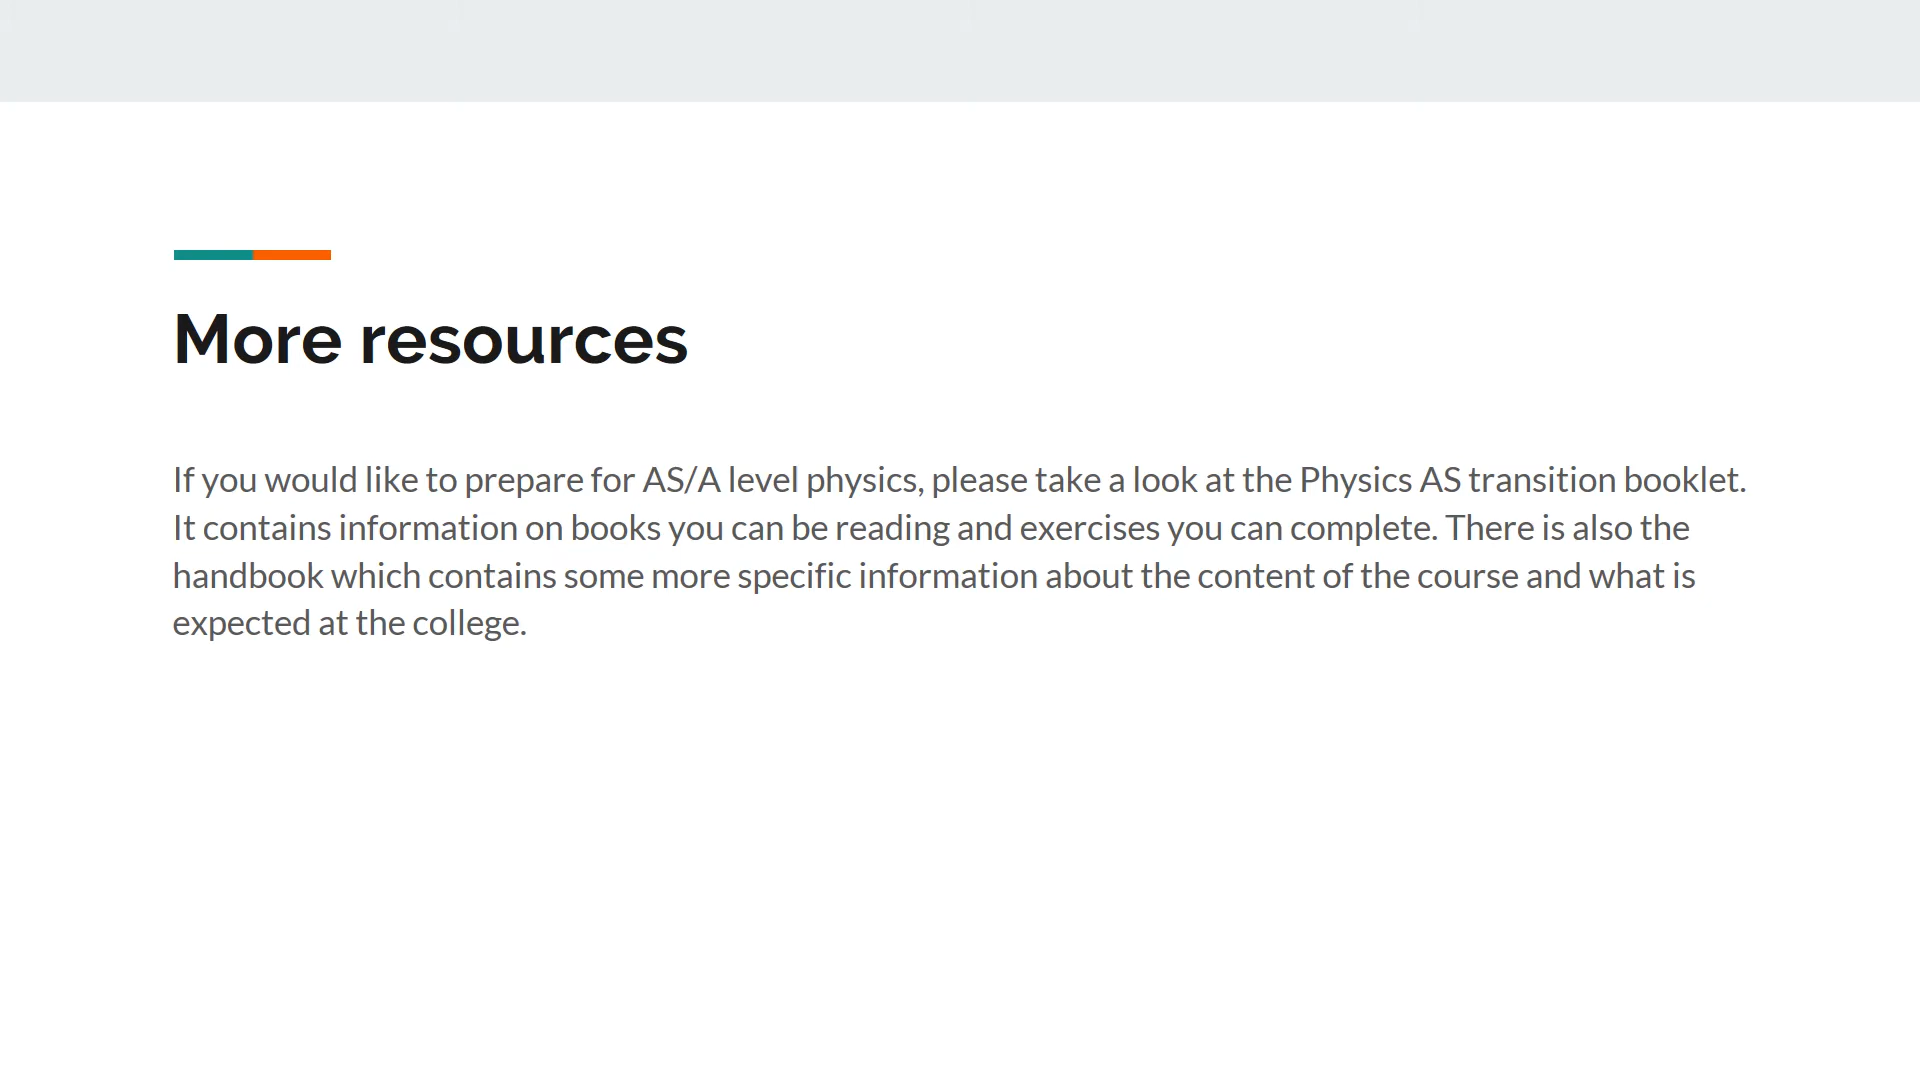 More resources
If you would like to prepare for AS/A level physics, please take a look at the Physics AS transition booklet.
It contains information on books you can be reading and exercises you can complete. There is also the
handbook which contains some more specific information about the content of the course and what is
expected at the college.